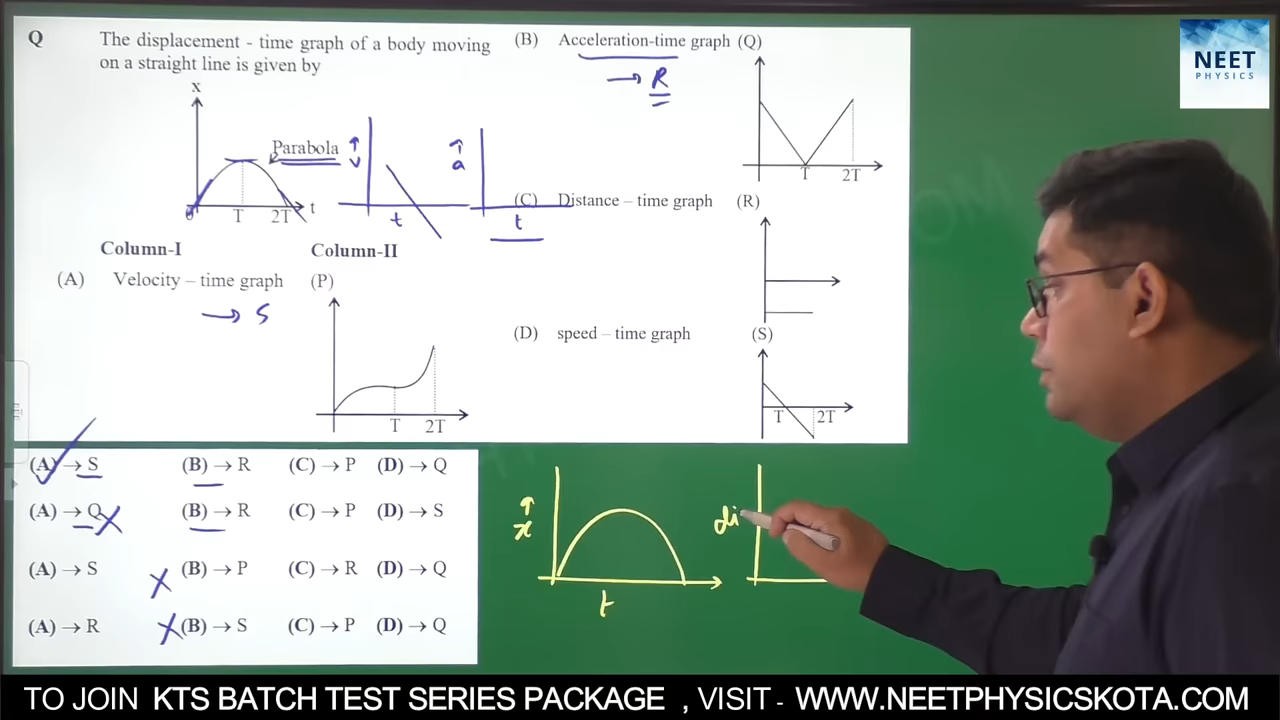 Q The displacement - time graph of a body moving
on a straight line is given by
x
Parabola
0 T 2T t
v
t
a
t
Column-I Column-II
(A) Velocity – time graph (P)
→ S
T 2T
(B) Acceleration-time graph (Q)
→ R
T 2T
(C) Distance – time graph (R)
(D) speed – time graph (S)
T 2T
(A) → S (B) → R (C) → P (D) → Q
(A) → Q (B) → R (C) → P (D) → S
(A) → S (B) → P (C) → R (D) → Q
(A) → R (B) → S (C) → P (D) → Q
x
t
di
NEET
PHYSICS
TO JOIN KTS BATCH TEST SERIES PACKAGE , VISIT - WWW.NEETPHYSICSKOTA.COM